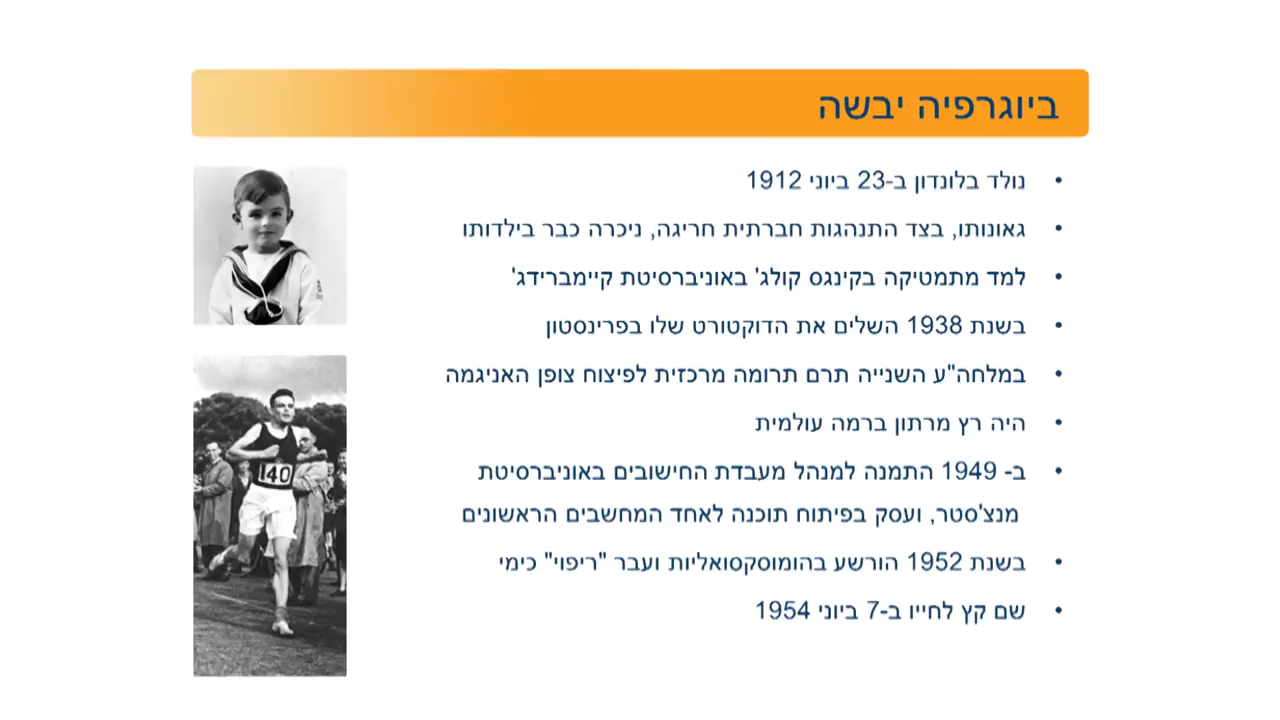 ביוגרפיה יבשה
• נולד בלונדון ב-23 ביוני 1912
• גאונותו, בצד התנהגות חברתית חריגה, ניכרה כבר בילדותו
• למד מתמטיקה בקינגס קולג' באוניברסיטת קיימברידג'
• בשנת 1938 השלים את הדוקטורט שלו בפרינסטון
• במלחה"ע השנייה תרם תרומה מרכזית לפיצוח צופן האניגמה
• היה רץ מרתון ברמה עולמית
• ב- 1949 התמנה למנהל מעבדת החישובים באוניברסיטת
מנצ'סטר, ועסק בפיתוח תוכנה לאחד המחשבים הראשונים
• בשנת 1952 הורשע בהומוסקסואליות ועבר "ריפוי" כימי
• שם קץ לחייו ב-7 ביוני 1954
140